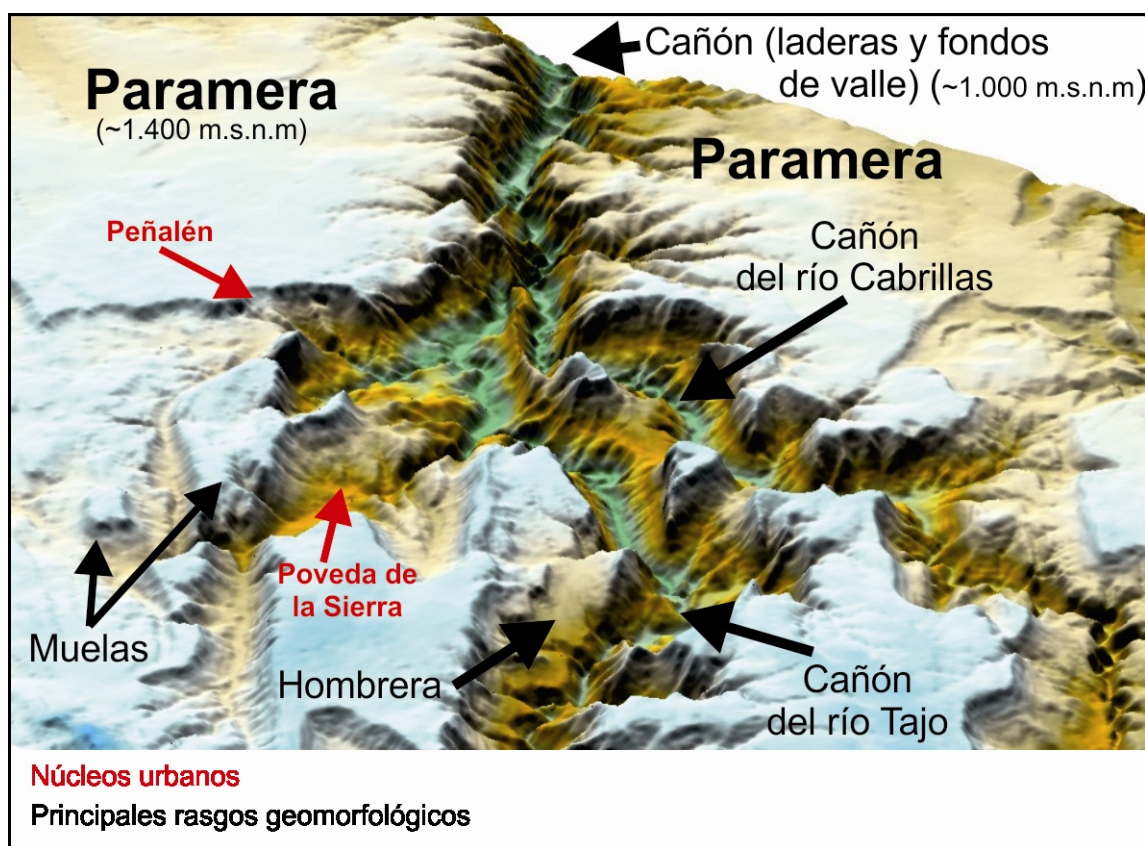 Cañón (laderas y fondos
de valle) (~1.000 m.s.n.m)
Paramera
(~1.400 m.s.n.m)
Paramera
Peñalén
Cañón
del río Cabrillas
Poveda de
la Sierra
Muelas
Hombrera
Cañón
del río Tajo
Núcleos urbanos
Principales rasgos geomorfológicos